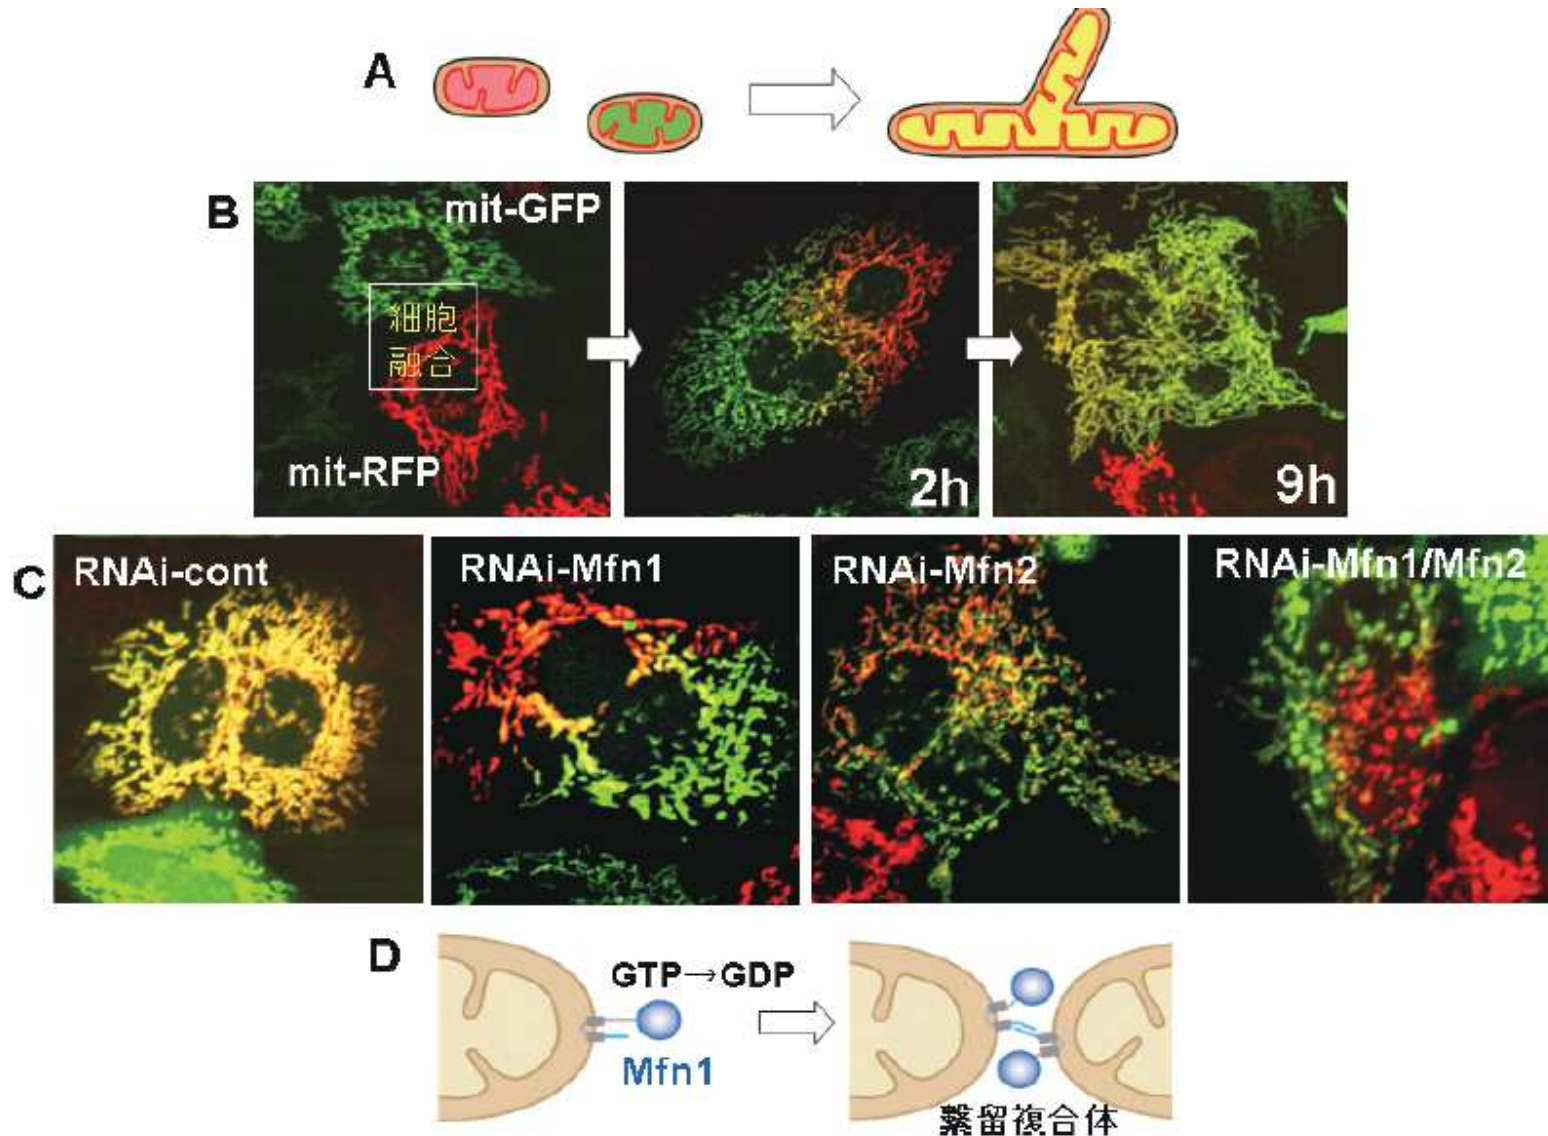 A
B
mit-GFP
細胞
融合
mit-RFP
2h
9h
C
RNAi-cont
RNAi-Mfn1
RNAi-Mfn2
RNAi-Mfn1/Mfn2
D
GTP→GDP
Mfn1
繋留複合体